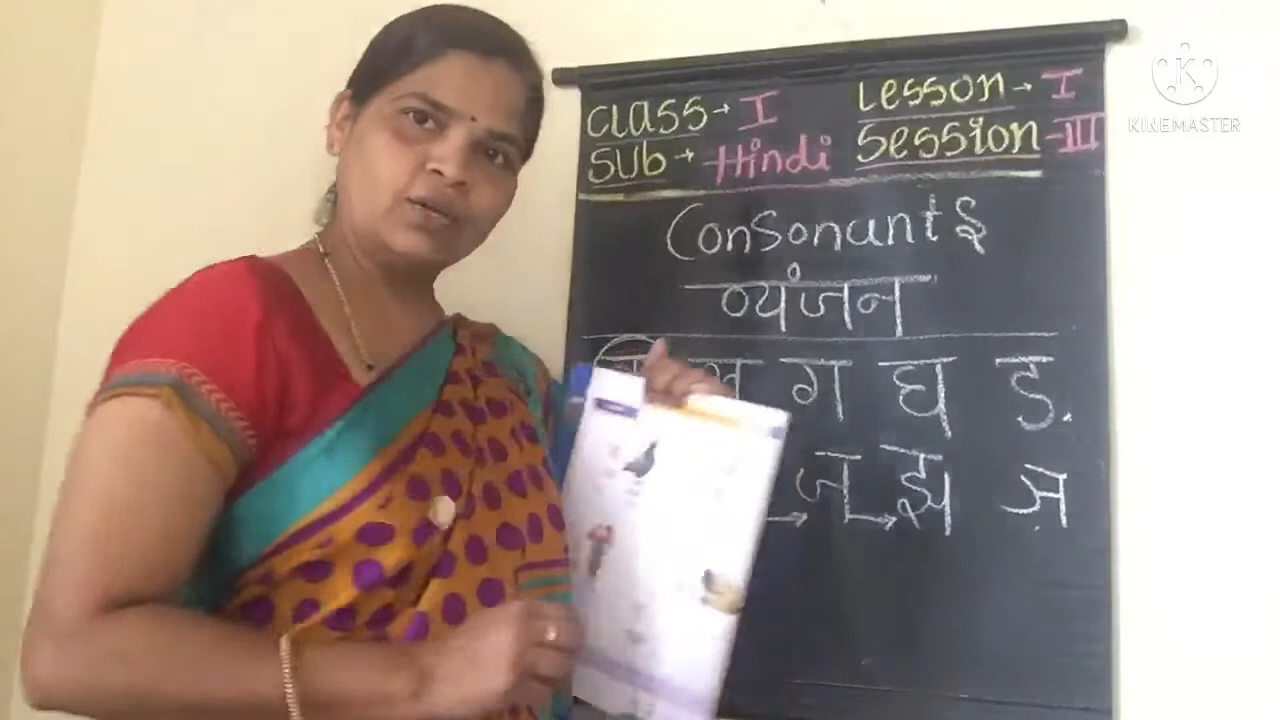 Class → I
Lesson → I
Sub → Hindi
Session - III
Consonants
व्यंजन
ख ग घ ड.
→ ज → झ ञ
KINEMASTER